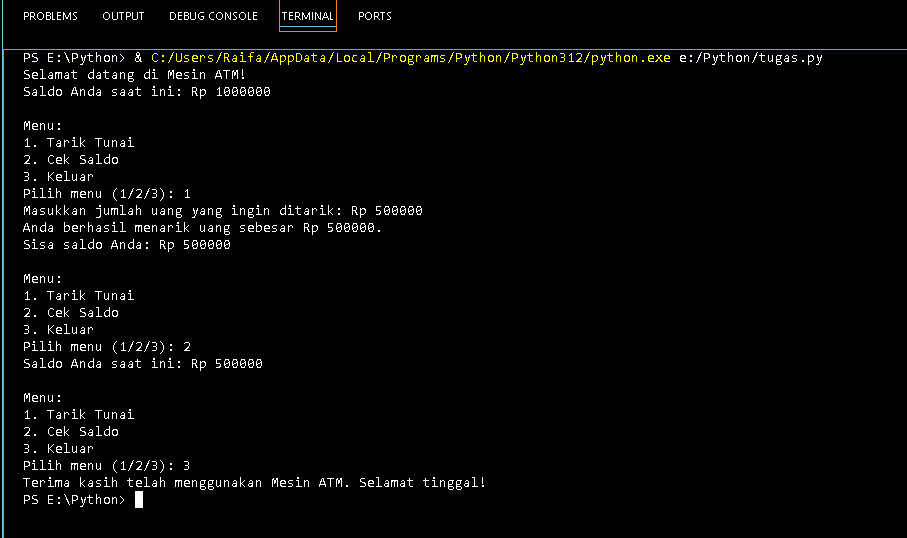 PROBLEMS OUTPUT DEBUG CONSOLE TERMINAL PORTS
PS E:\Python> & C:/Users/Raifa/AppData/Local/Programs/Python/Python312/python.exe e:/Python/tugas.py
Selamat datang di Mesin ATM!
Saldo Anda saat ini: Rp 1000000
Menu:
1. Tarik Tunai
2. Cek Saldo
3. Keluar
Pilih menu (1/2/3): 1
Masukkan jumlah uang yang ingin ditarik: Rp 500000
Anda berhasil menarik uang sebesar Rp 500000.
Sisa saldo Anda: Rp 500000
Menu:
1. Tarik Tunai
2. Cek Saldo
3. Keluar
Pilih menu (1/2/3): 2
Saldo Anda saat ini: Rp 500000
Menu:
1. Tarik Tunai
2. Cek Saldo
3. Keluar
Pilih menu (1/2/3): 3
Terima kasih telah menggunakan Mesin ATM. Selamat tinggal!
PS E:\Python>